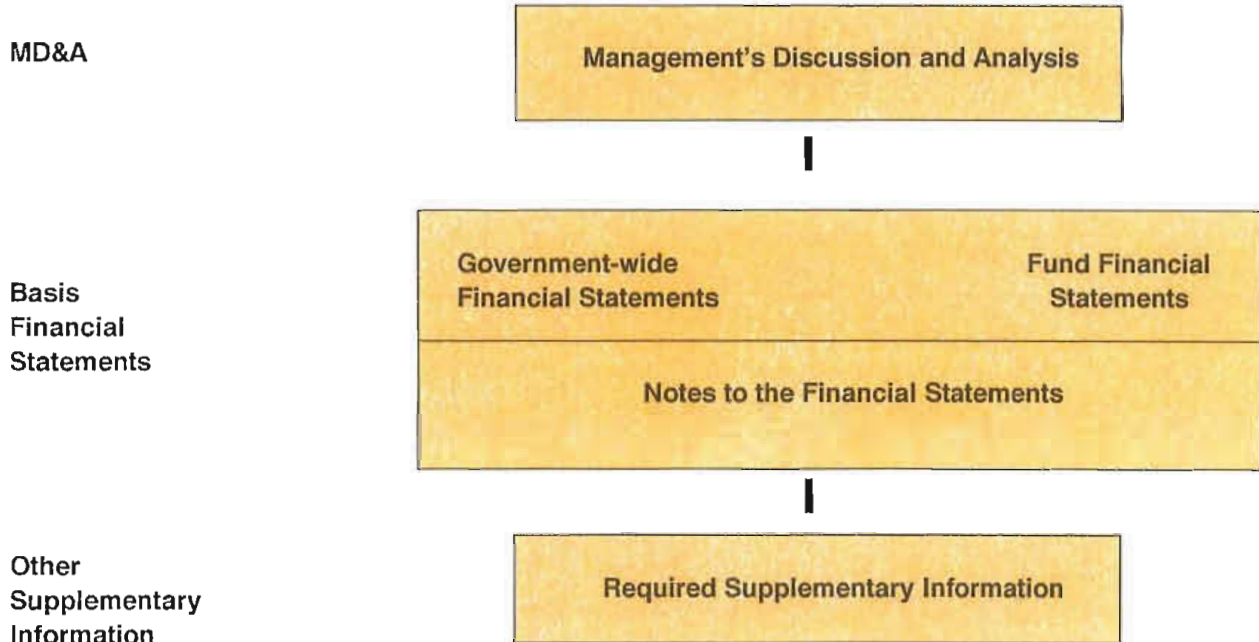 MD&A
Management's Discussion and Analysis
Basis
Financial
Statements
Government-wide
Financial Statements
Fund Financial
Statements
Notes to the Financial Statements
Other
Supplementary
Information
Required Supplementary Information